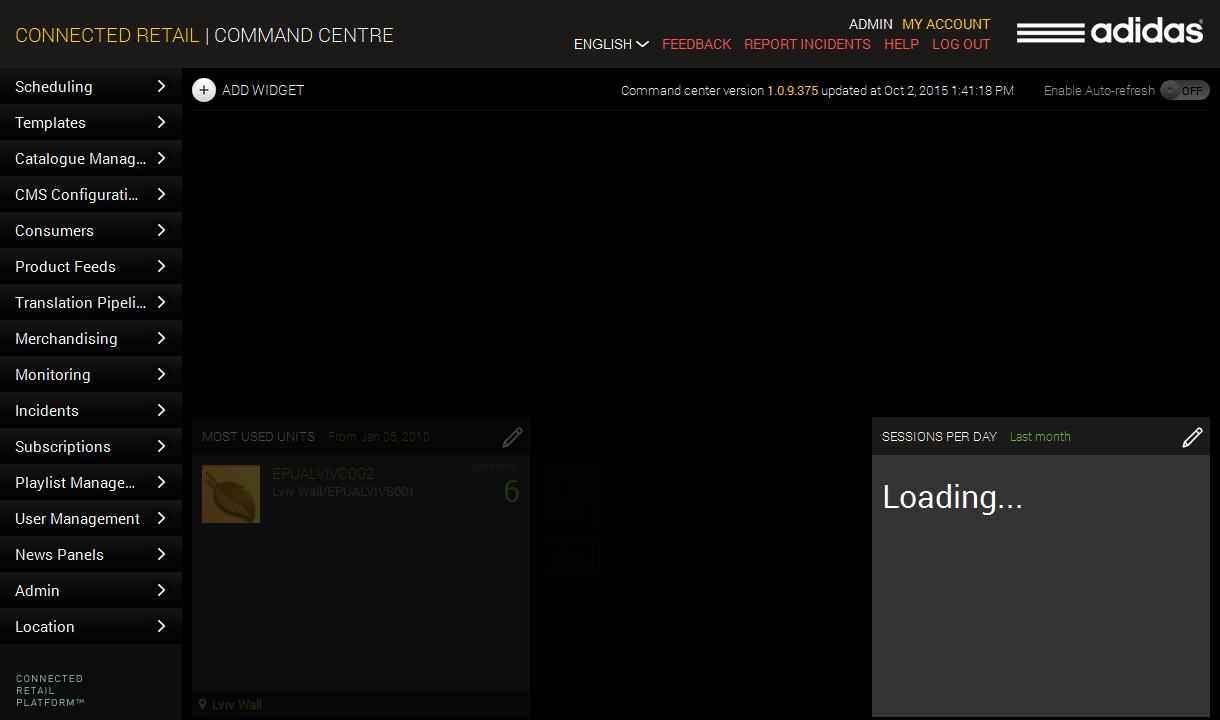 CONNECTED RETAIL | COMMAND CENTRE
ADMIN MY ACCOUNT
ENGLISH FEEDBACK REPORT INCIDENTS HELP LOG OUT
adidas
Scheduling
Templates
Catalogue Manag...
CMS Configurati...
Consumers
Product Feeds
Translation Pipeli...
Merchandising
Monitoring
Incidents
Subscriptions
Playlist Manage...
User Management
News Panels
Admin
Location
CONNECTED
RETAIL
PLATFORM™
ADD WIDGET
Command center version 1.0.9.375 updated at Oct 2, 2015 1:41:18 PM
Enable Auto-refresh OFF
MOST USED UNITS From Jan 05, 2010
EPUALVIVC002
Lviv Wall/EPUALVIVS001
Sessions
6
Lviv Wall
SESSIONS PER DAY Last month
Loading...